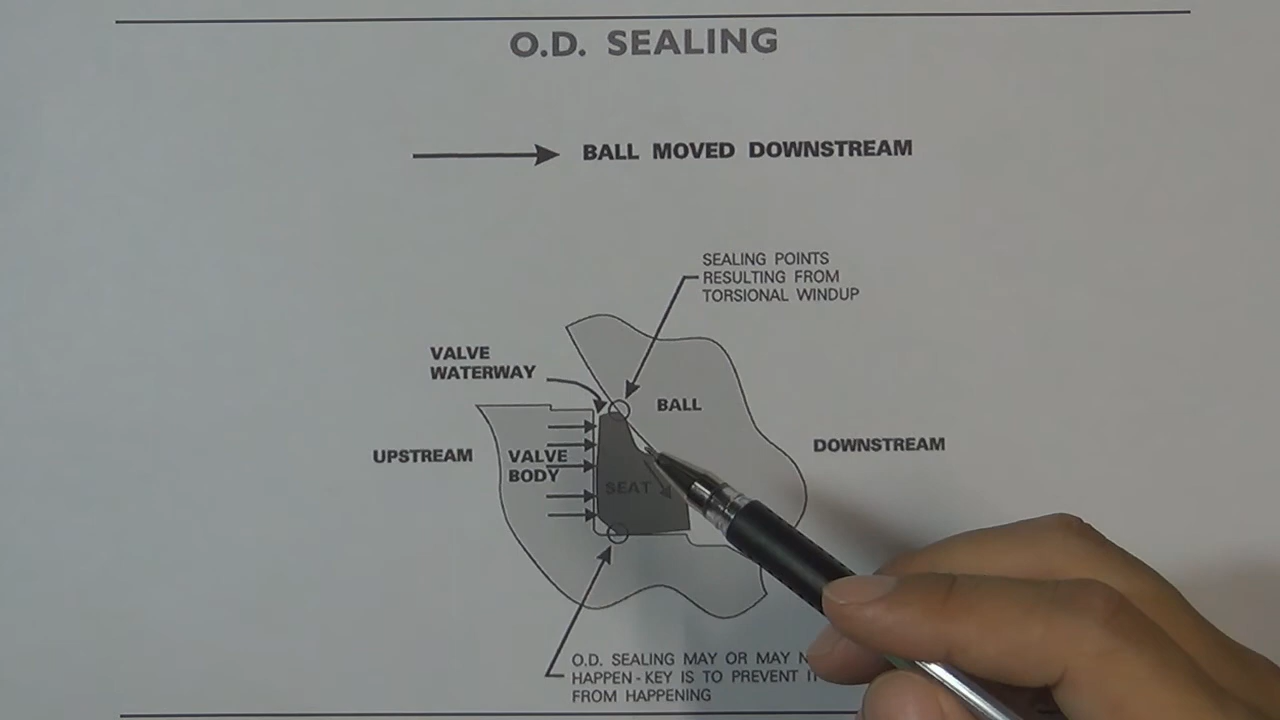 O.D. SEALING
BALL MOVED DOWNSTREAM
SEALING POINTS
RESULTING FROM
TORSIONAL WINDUP
VALVE
WATERWAY
BALL
UPSTREAM
VALVE
BODY
SEAT
DOWNSTREAM
O.D. SEALING MAY OR MAY
HAPPEN - KEY IS TO PREVENT
FROM HAPPENING